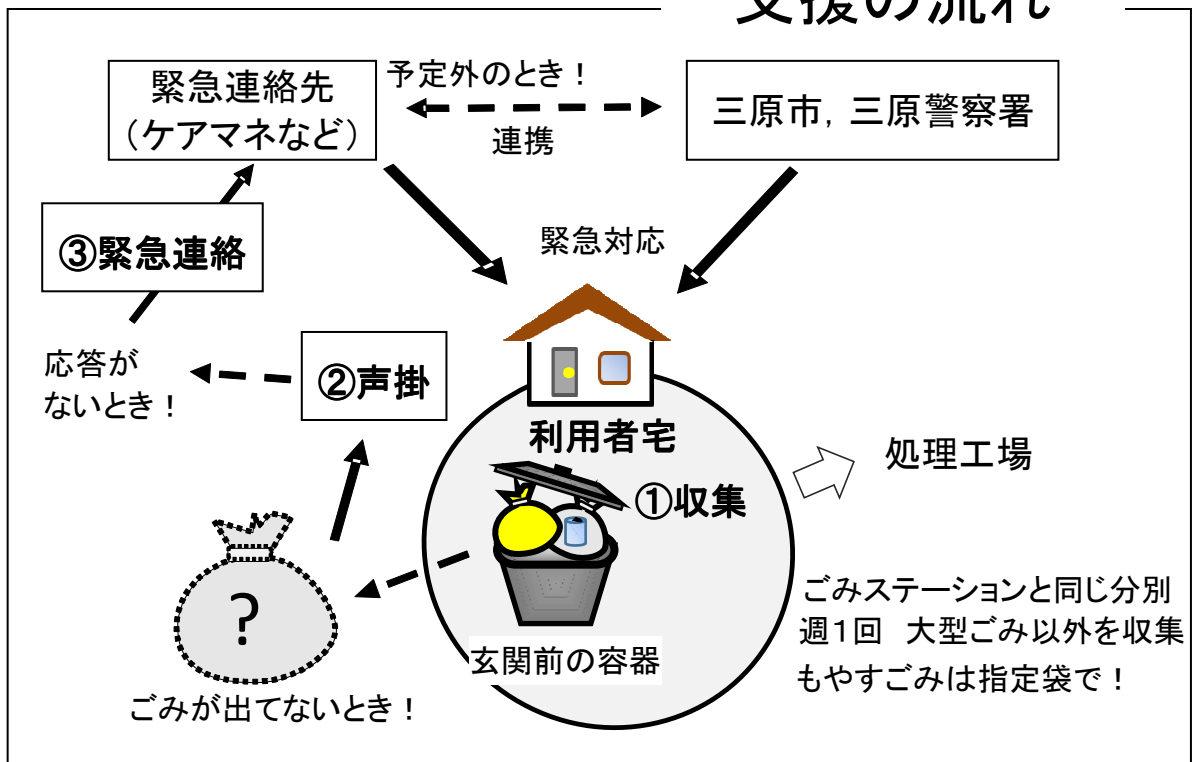 支援の流れ
緊急連絡先
（ケアマネなど）
予定外のとき！
連携
三原市，三原警察署
③緊急連絡
緊急対応
応答が
ないとき！
②声掛
利用者宅
①収集
処理工場
?
ごみが出てないとき！
玄関前の容器
ごみステーションと同じ分別
週１回　大型ごみ以外を収集
もやすごみは指定袋で！